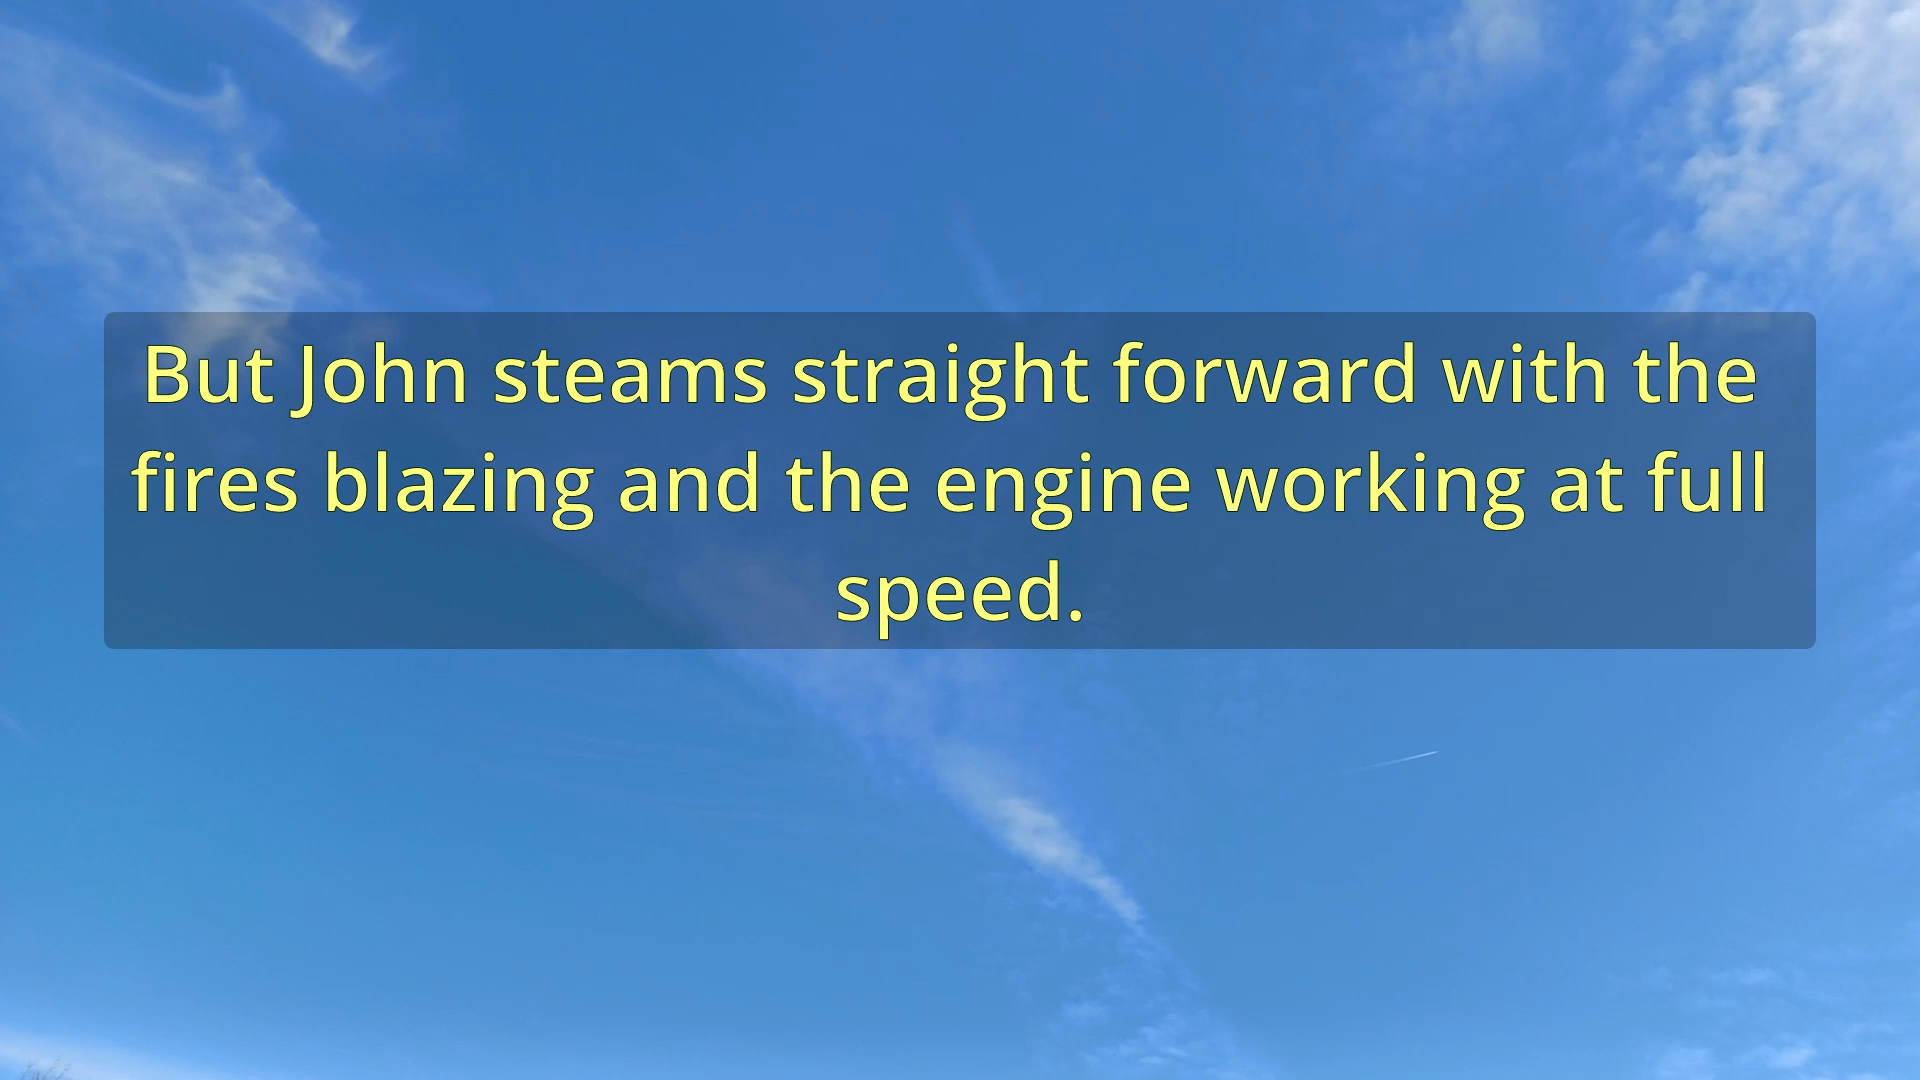 But John steams straight forward with the
fires blazing and the engine working at full
speed.